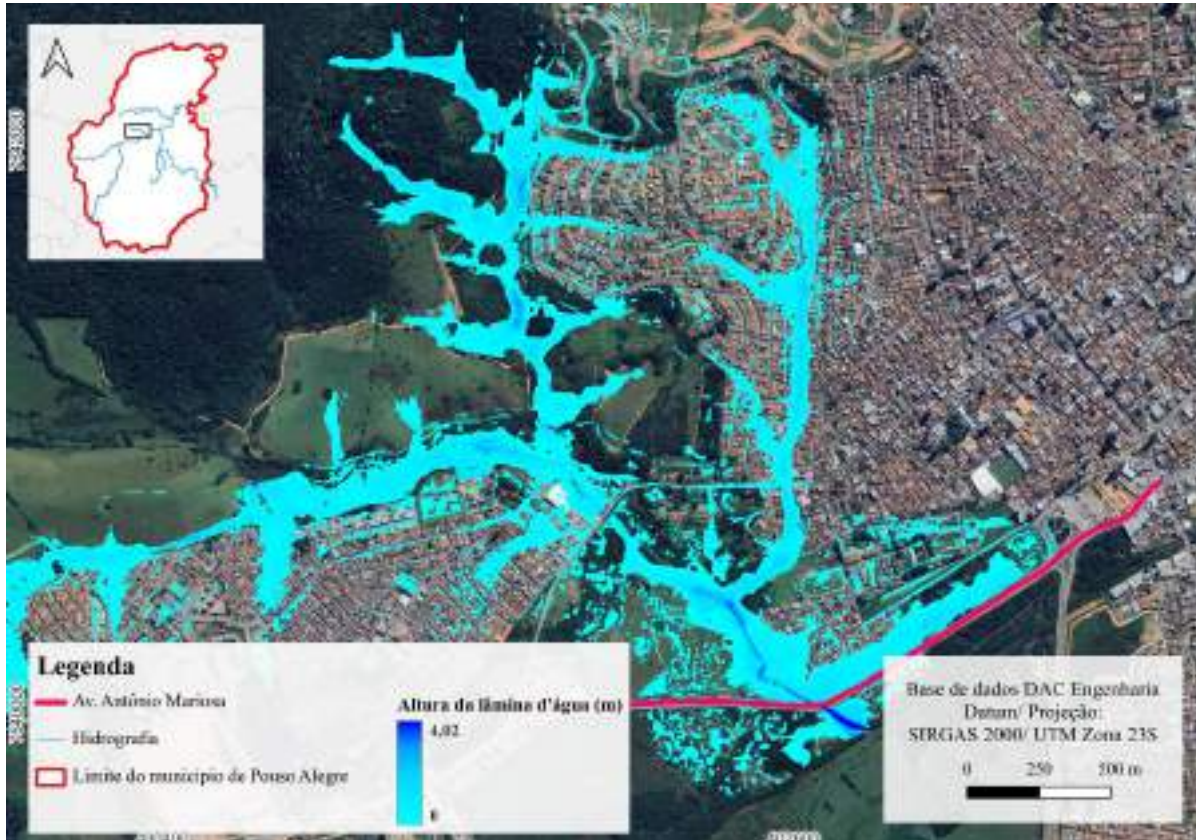 Legenda
Av. Antônio Mariosa
Hidrografia
Limite do município de Pouso Alegre
Altura da lâmina d'água (m)
4,02
0
Base de dados DAC Engenharia
Datum/ Projeção:
SIRGAS 2000/ UTM Zona 23S
0 250 500 m